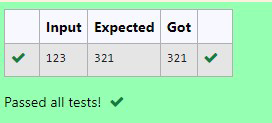 Input Expected Got
123 321 321
Passed all tests!